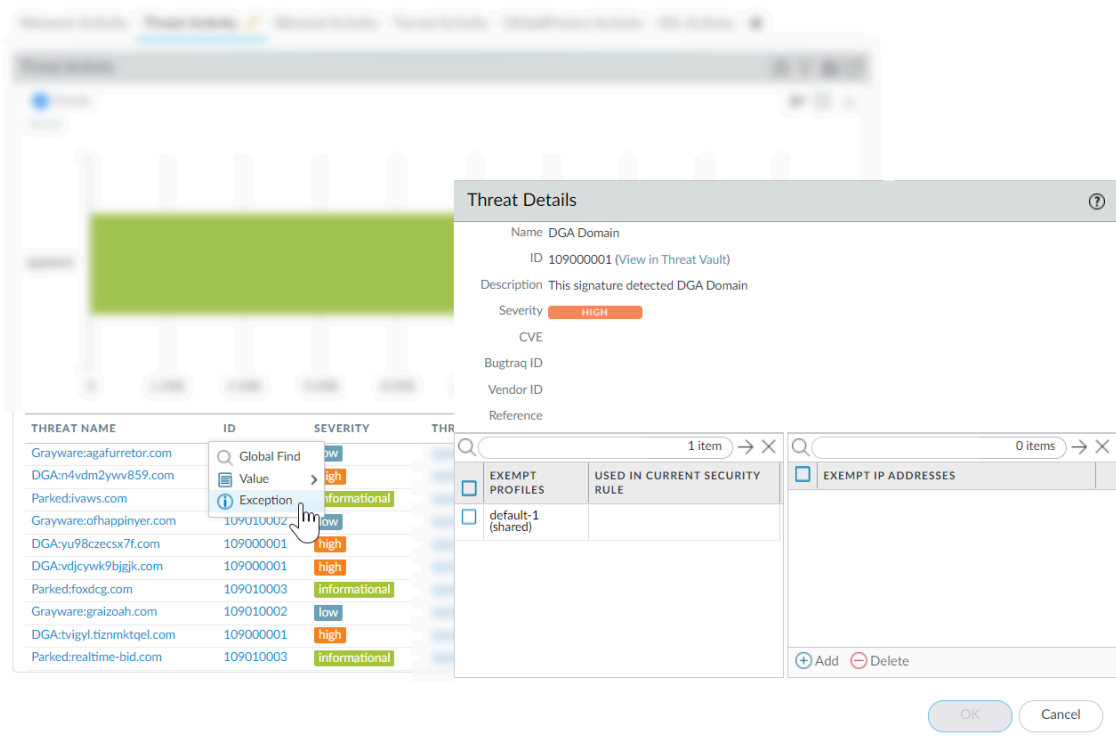 Threat Details
Name DGA Domain
ID 109000001 (View in Threat Vault)
Description This signature detected DGA Domain
Severity HIGH
CVE
Bugtraq ID
Vendor ID
Reference
THREAT NAME ID SEVERITY THR
Grayware:agafurretor.com ow
DGA:n4vdm2ywv859.com igh
Parked:ivaws.com nformational
Grayware:ofhappinyer.com 109010002 low
DGA:yu98czecsx7f.com 109000001 high
DGA:vdjcywk9bjgjk.com 109000001 high
Parked:foxdcg.com 109010003 informational
Grayware:graizoah.com 109010002 low
DGA:tvigyl.tiznmktqel.com 109000001 high
Parked:realtime-bid.com 109010003 informational
Global Find
Value
Exception
1 item
EXEMPT PROFILES
USED IN CURRENT SECURITY RULE
default-1
(shared)
0 items
EXEMPT IP ADDRESSES
Add Delete
OK Cancel